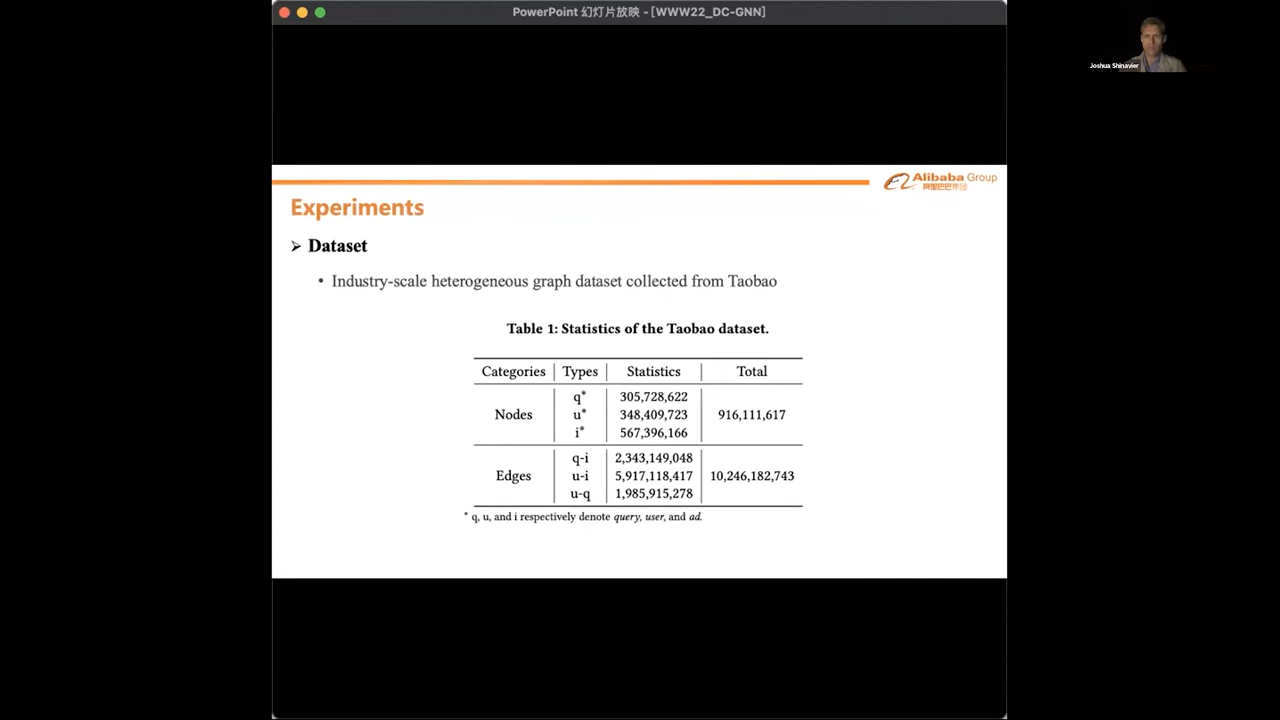 PowerPoint 幻灯片放映 - [WWW22_DC-GNN]
Joshua Shinavier
Alibaba Group
阿里巴巴集团
Experiments
➢ Dataset
• Industry-scale heterogeneous graph dataset collected from Taobao
Table 1: Statistics of the Taobao dataset.
Categories Types Statistics Total
q* 305,728,622
Nodes u* 348,409,723 916,111,617
i* 567,396,166
q-i 2,343,149,048
Edges u-i 5,917,118,417 10,246,182,743
u-q 1,985,915,278
* q, u, and i respectively denote query, user, and ad.